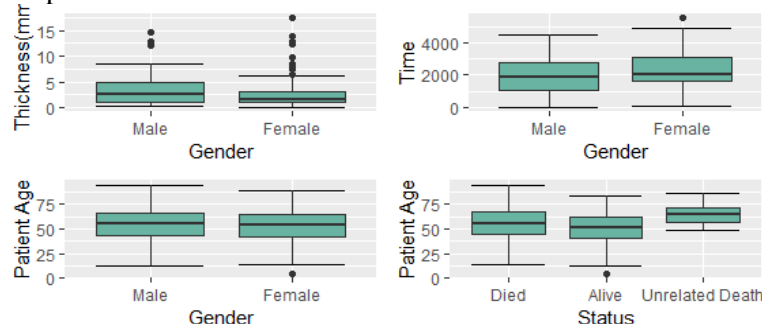 Thickness(mm
15
10
5
0
Male Female
Gender
Time
4000
2000
0
Male Female
Gender
Patient Age
75
50
25
0
Male Female
Gender
Patient Age
75
50
25
0
Died Alive Unrelated Death
Status